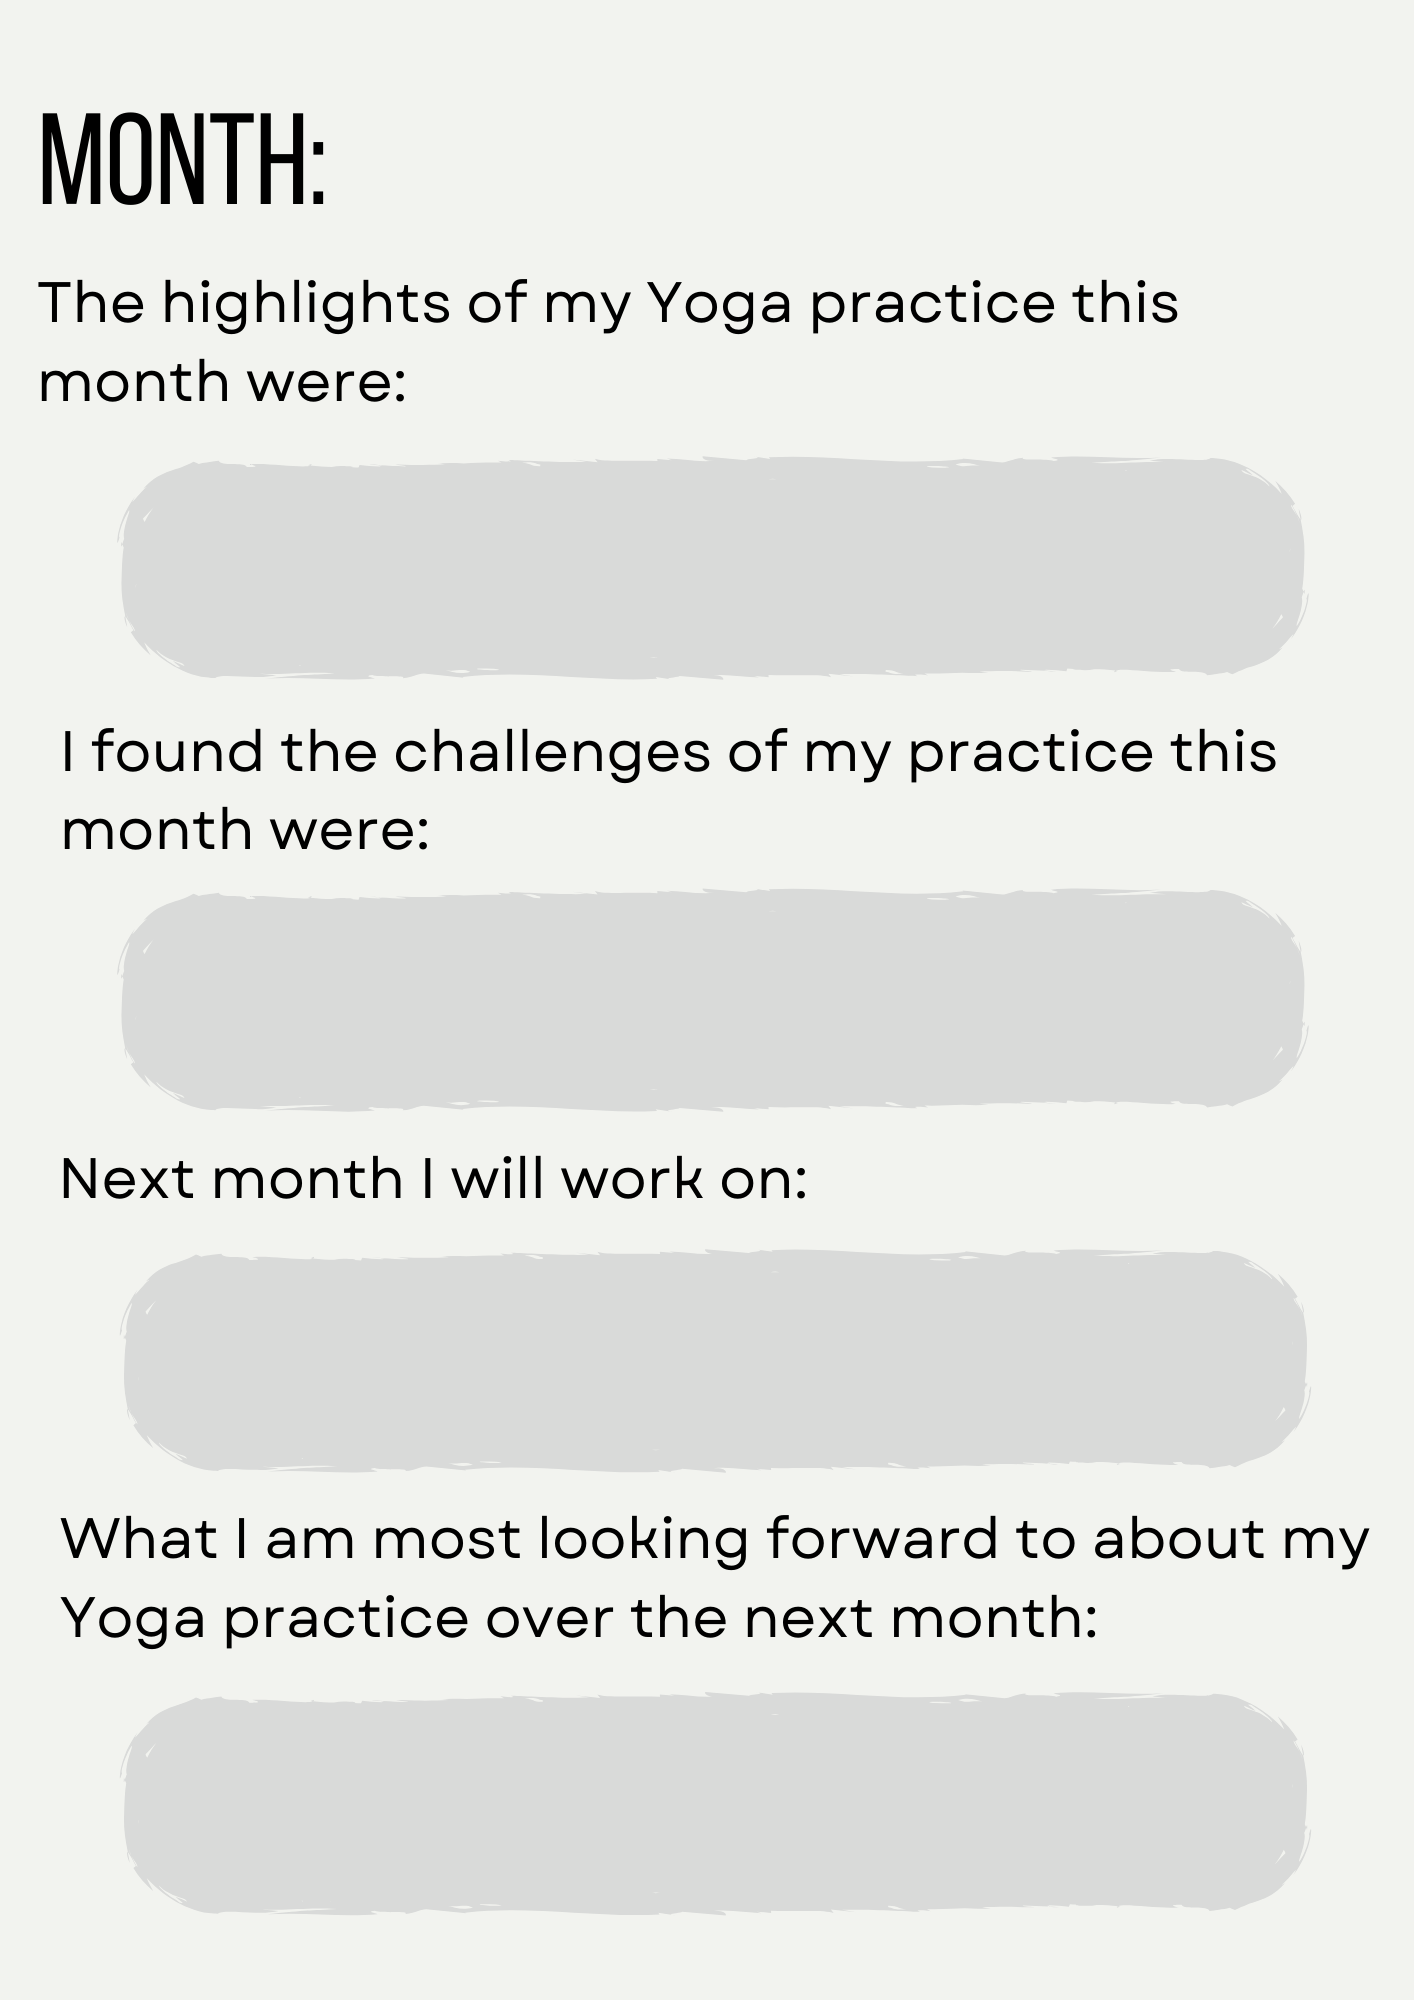 MONTH:
The highlights of my Yoga practice this
month were:
I found the challenges of my practice this
month were:
Next month I will work on:
What I am most looking forward to about my
Yoga practice over the next month: